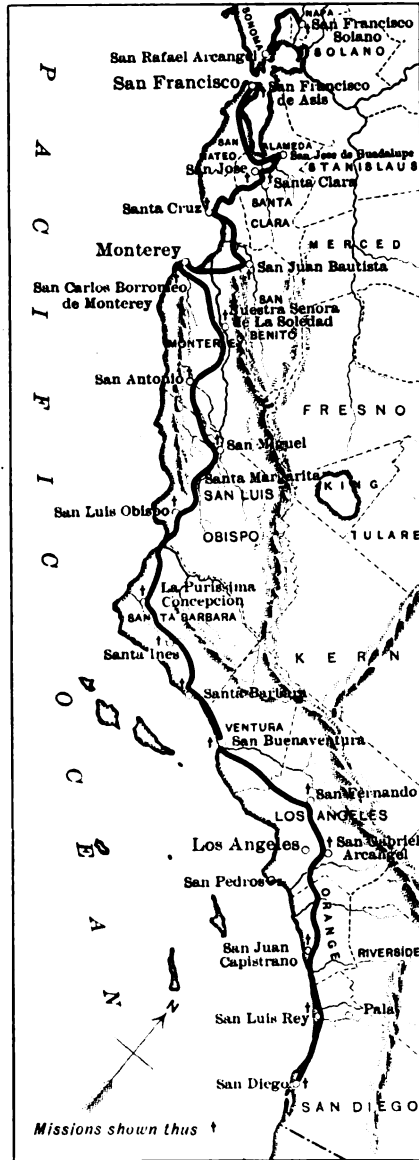 SONOMA
NAPA
San Francisco
Solano
SOLANO
San Rafael Arcangel
San Francisco
San Francisco
de Asis
SAN
MATEO
ALAMEDA
San Jose de Guadalupe
STANISLAUS
San Jose
Santa Clara
SANTA
CLARA
Santa Cruz
MERCED
Monterey
San Juan Bautista
San Carlos Borromeo
de Monterey
SAN
BENITO
Nuestra Senora
de La Soledad
MONTEREY
San Antonio
FRESNO
San Miguel
Santa Margarita
KING
SAN LUIS
OBISPO
San Luis Obispo
TULARE
La Purissima
Concepcion
SANTA BARBARA
Santa Ines
KERN
Santa Barbara
VENTURA
San Buenaventura
San Fernando
LOS ANGELES
Los Angeles
San Gabriel
Arcangel
San Pedro
ORANGE
San Juan
Capistrano
RIVERSIDE
San Luis Rey
Pala
San Diego
SAN DIEGO
PACIFIC
OCEAN
N
Missions shown thus †